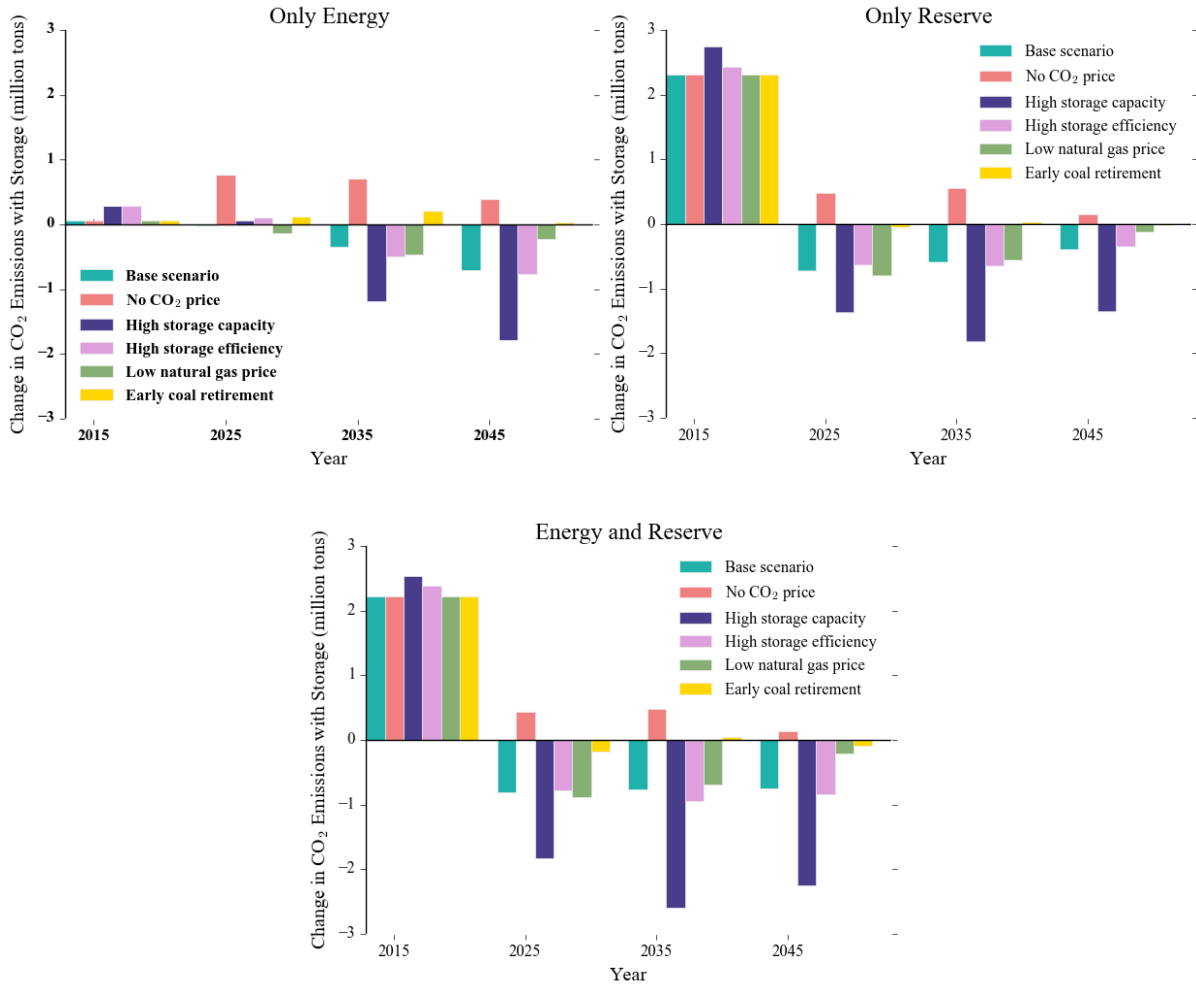 Only Energy
Change in CO₂ Emissions with Storage (million tons)
3
2
1
0
−1
−2
−3
Base scenario
No CO₂ price
High storage capacity
High storage efficiency
Low natural gas price
Early coal retirement
2015 2025 2035 2045
Year
Only Reserve
Change in CO₂ Emissions with Storage (million tons)
3
2
1
0
−1
−2
−3
Base scenario
No CO₂ price
High storage capacity
High storage efficiency
Low natural gas price
Early coal retirement
2015 2025 2035 2045
Year
Energy and Reserve
Change in CO₂ Emissions with Storage (million tons)
3
2
1
0
−1
−2
−3
Base scenario
No CO₂ price
High storage capacity
High storage efficiency
Low natural gas price
Early coal retirement
2015 2025 2035 2045
Year